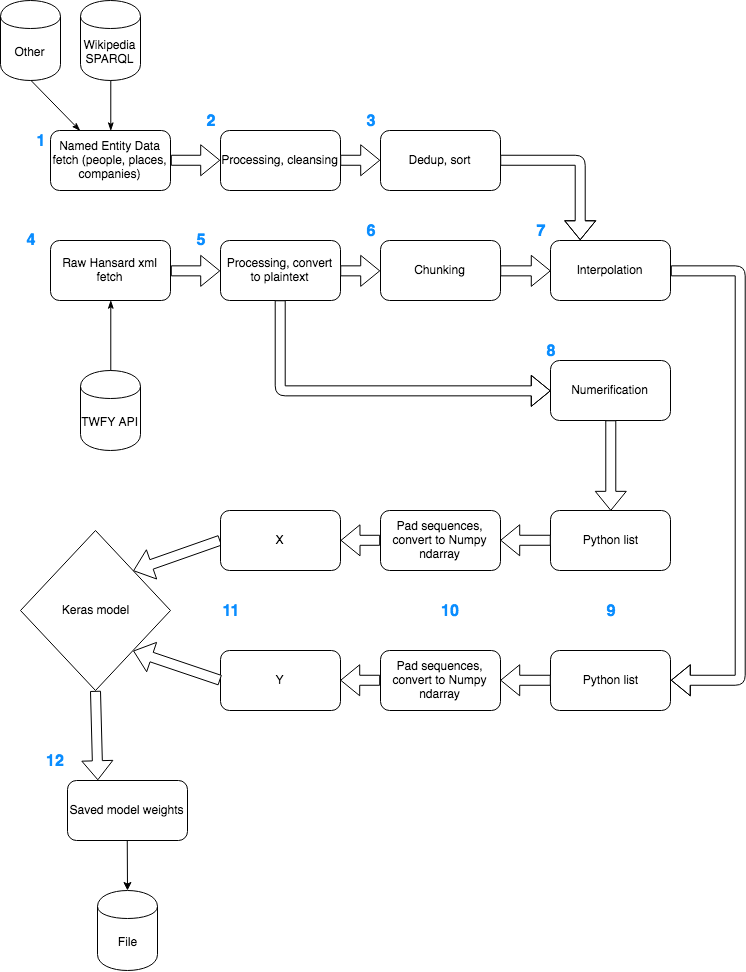 Other
Wikipedia
SPARQL
1
2
3
Named Entity Data
fetch (people, places,
companies)
Processing, cleansing
Dedup, sort
4
5
6
7
Raw Hansard xml
fetch
Processing, convert
to plaintext
Chunking
Interpolation
8
TWFY API
Numerification
X
Pad sequences,
convert to Numpy
ndarray
Python list
Keras model
11
10
9
Y
Pad sequences,
convert to Numpy
ndarray
Python list
12
Saved model weights
File